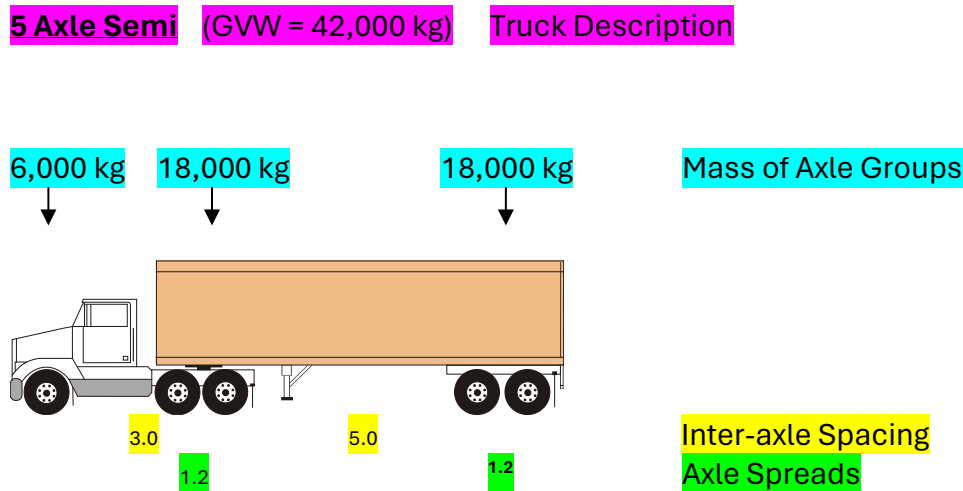 5 Axle Semi (GVW = 42,000 kg) Truck Description
6,000 kg 18,000 kg 18,000 kg Mass of Axle Groups
3.0 5.0 Inter-axle Spacing
1.2 1.2 Axle Spreads